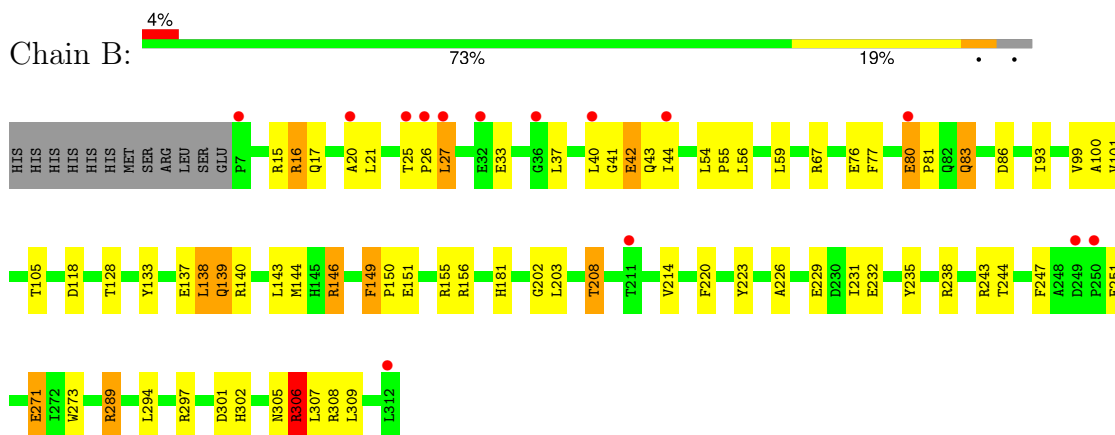 4%
Chain B:
73% 19% • •
HIS HIS HIS HIS HIS HIS MET SER ARG LEU SER GLU P7 R15 R16 Q17 A20 L21 T25 P26 L27 E32 E33 G36 L37 L40 G41 E42 Q43 I44 L54 P55 L56 L59 R67 E76 F77 E80 P81 Q82 Q83 D86 I93 V99 A100 V101
T105 D118 T128 Y133 E137 L138 Q139 R140 L143 M144 H145 R146 F149 P150 E151 R155 R156 H181 G202 L203 T208 T211 V214 F220 Y223 A226 E229 D230 I231 E232 Y235 R238 R243 T244 F247 A248 D249 P250
E271 I272 W273 R289 L294 R297 D301 H302 N305 R306 L307 R308 L309 L312